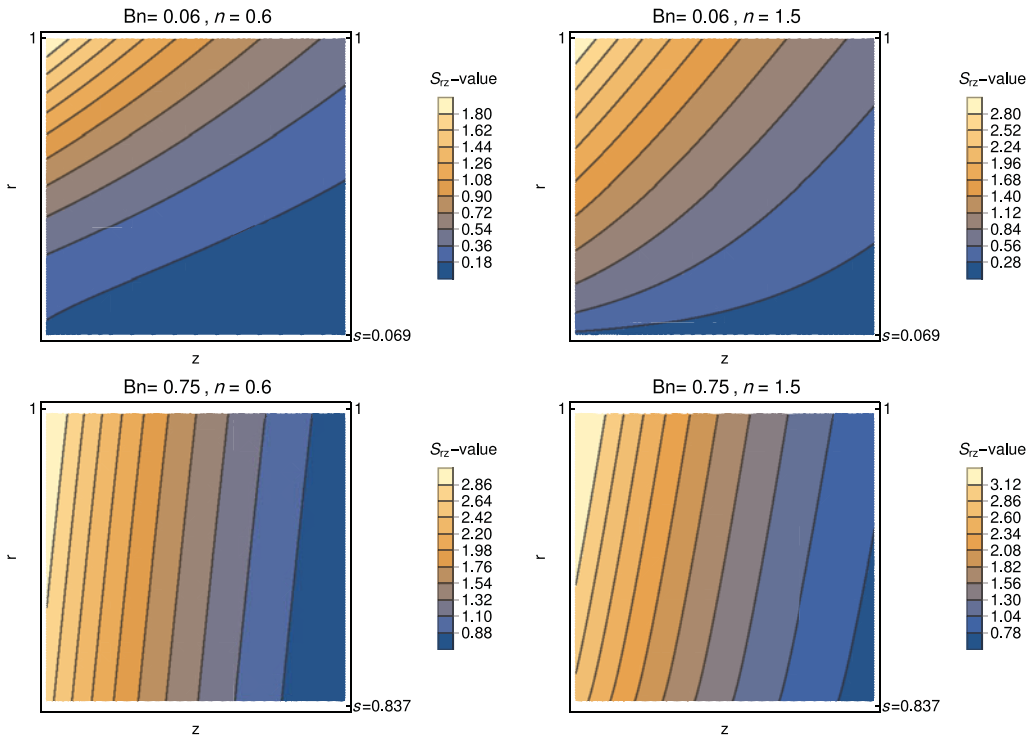 Bn= 0.06 , n = 0.6
1
1
r
z
s=0.069
Srz-value
1.80
1.62
1.44
1.26
1.08
0.90
0.72
0.54
0.36
0.18
Bn= 0.06 , n = 1.5
1
1
r
z
s=0.069
Srz-value
2.80
2.52
2.24
1.96
1.68
1.40
1.12
0.84
0.56
0.28
Bn= 0.75 , n = 0.6
1
1
r
z
s=0.837
Srz-value
2.86
2.64
2.42
2.20
1.98
1.76
1.54
1.32
1.10
0.88
Bn= 0.75 , n = 1.5
1
1
r
z
s=0.837
Srz-value
3.12
2.86
2.60
2.34
2.08
1.82
1.56
1.30
1.04
0.78